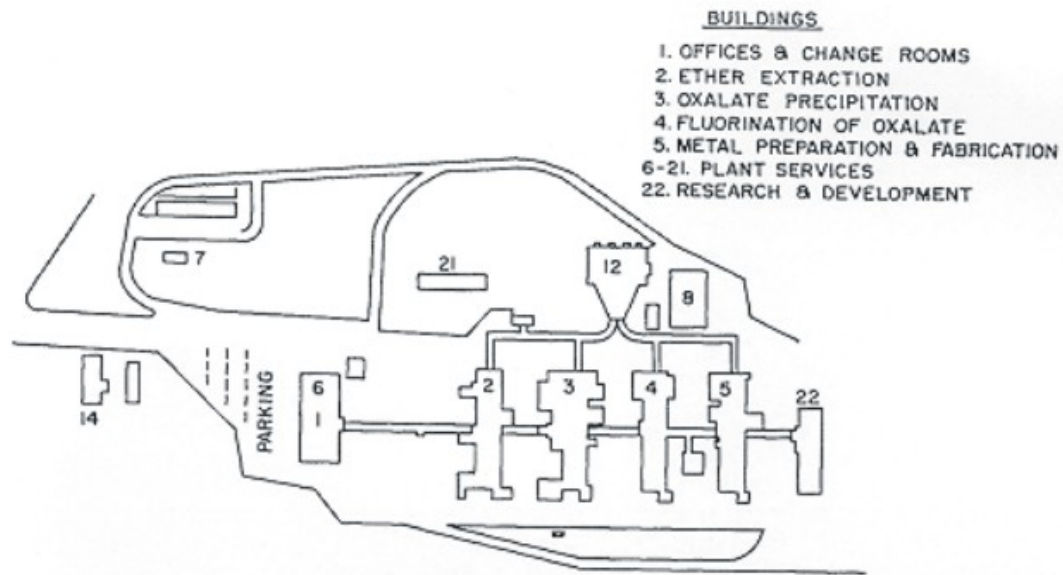 BUILDINGS
1. OFFICES & CHANGE ROOMS
2. ETHER EXTRACTION
3. OXALATE PRECIPITATION
4. FLUORINATION OF OXALATE
5. METAL PREPARATION & FABRICATION
6-21. PLANT SERVICES
22. RESEARCH & DEVELOPMENT
7
21
12
8
14
PARKING
6
1
2
3
4
5
22